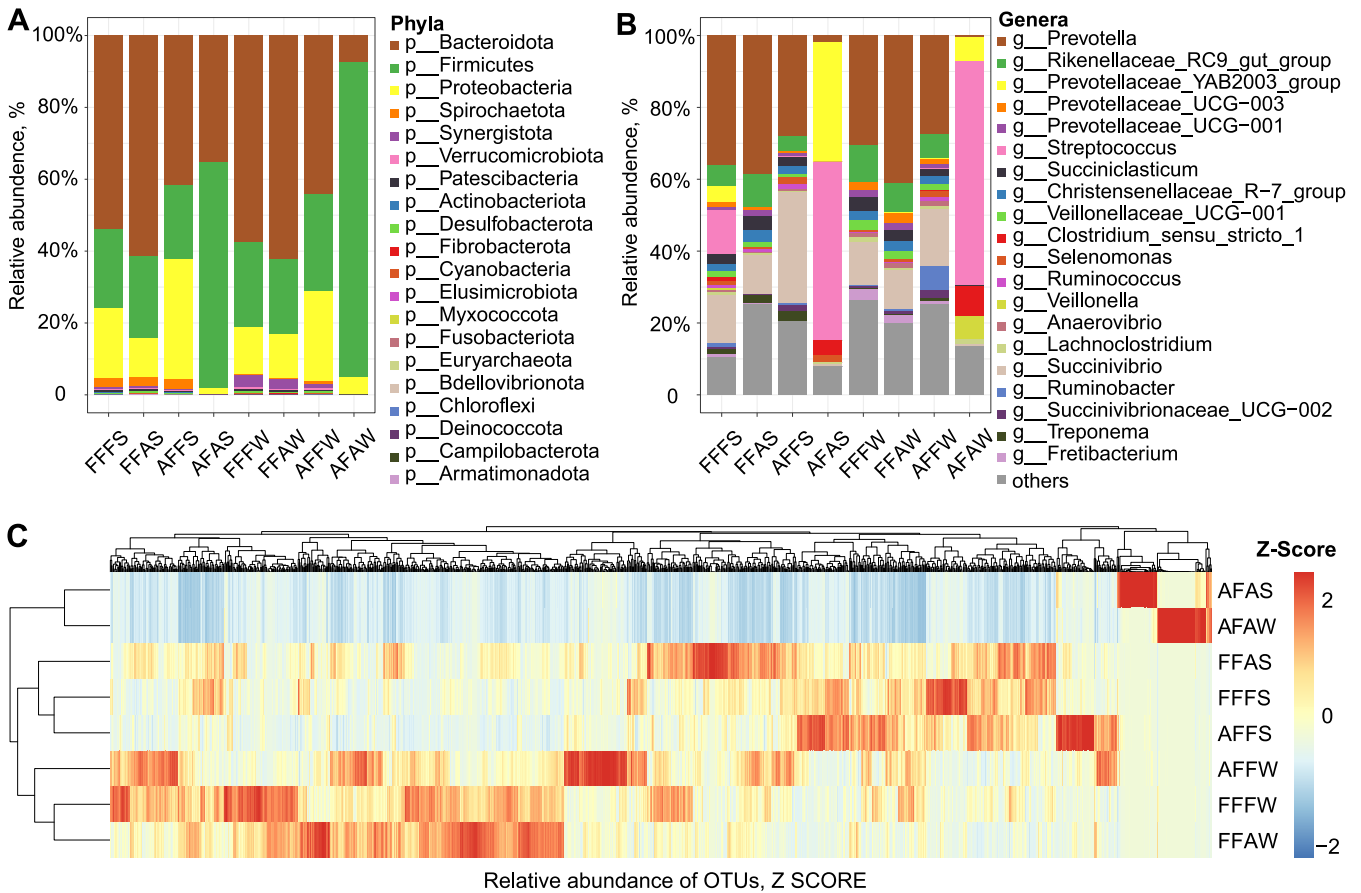 A
Relative abundance, %
100%
80%
60%
40%
20%
0
FFFS
FFAS
AFFS
AFAS
FFFW
FFAW
AFFW
AFAW
Phyla
p__Bacteroidota
p__Firmicutes
p__Proteobacteria
p__Spirochaetota
p__Synergistota
p__Verrucomicrobiota
p__Patescibacteria
p__Actinobacteriota
p__Desulfobacterota
p__Fibrobacterota
p__Cyanobacteria
p__Elusimicrobiota
p__Myxococcota
p__Fusobacteriota
p__Euryarchaeota
p__Bdellovibrionota
p__Chloroflexi
p__Deinococcota
p__Campilobacterota
p__Armatimonadota
B
Relative abundance, %
100%
80%
60%
40%
20%
0
FFFS
FFAS
AFFS
AFAS
FFFW
FFAW
AFFW
AFAW
Genera
g__Prevotella
g__Rikenellaceae_RC9_gut_group
g__Prevotellaceae_YAB2003_group
g__Prevotellaceae_UCG−003
g__Prevotellaceae_UCG−001
g__Streptococcus
g__Succiniclasticum
g__Christensenellaceae_R−7_group
g__Veillonellaceae_UCG−001
g__Clostridium_sensu_stricto_1
g__Selenomonas
g__Ruminococcus
g__Veillonella
g__Anaerovibrio
g__Lachnoclostridium
g__Succinivibrio
g__Ruminobacter
g__Succinivibrionaceae_UCG−002
g__Treponema
g__Fretibacterium
others
C
AFAS
AFAW
FFAS
FFFS
AFFS
AFFW
FFFW
FFAW
Z-Score
2
0
−2
Relative abundance of OTUs, Z SCORE